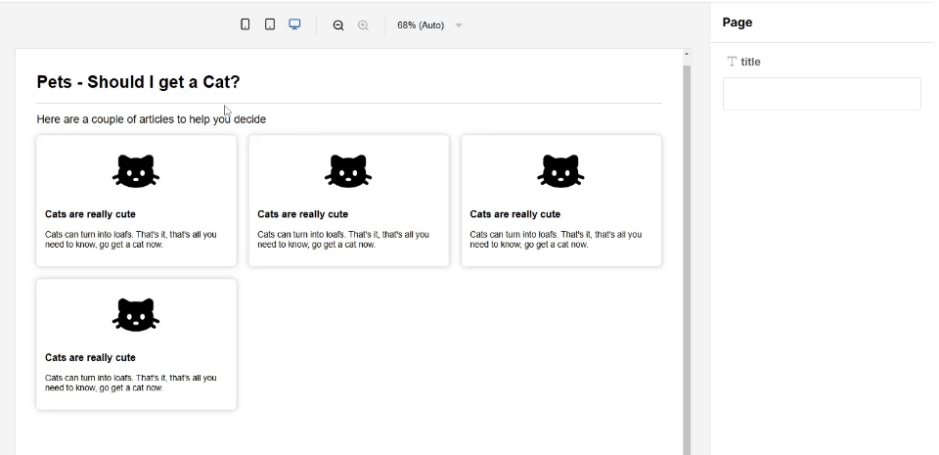 68% (Auto)
Page
title
Pets - Should I get a Cat?
Here are a couple of articles to help you decide
Cats are really cute
Cats can turn into loafs. That's it, that's all you
need to know, go get a cat now.
Cats are really cute
Cats can turn into loafs. That's it, that's all you
need to know, go get a cat now.
Cats are really cute
Cats can turn into loafs. That's it, that's all you
need to know, go get a cat now.
Cats are really cute
Cats can turn into loafs. That's it, that's all you
need to know, go get a cat now.